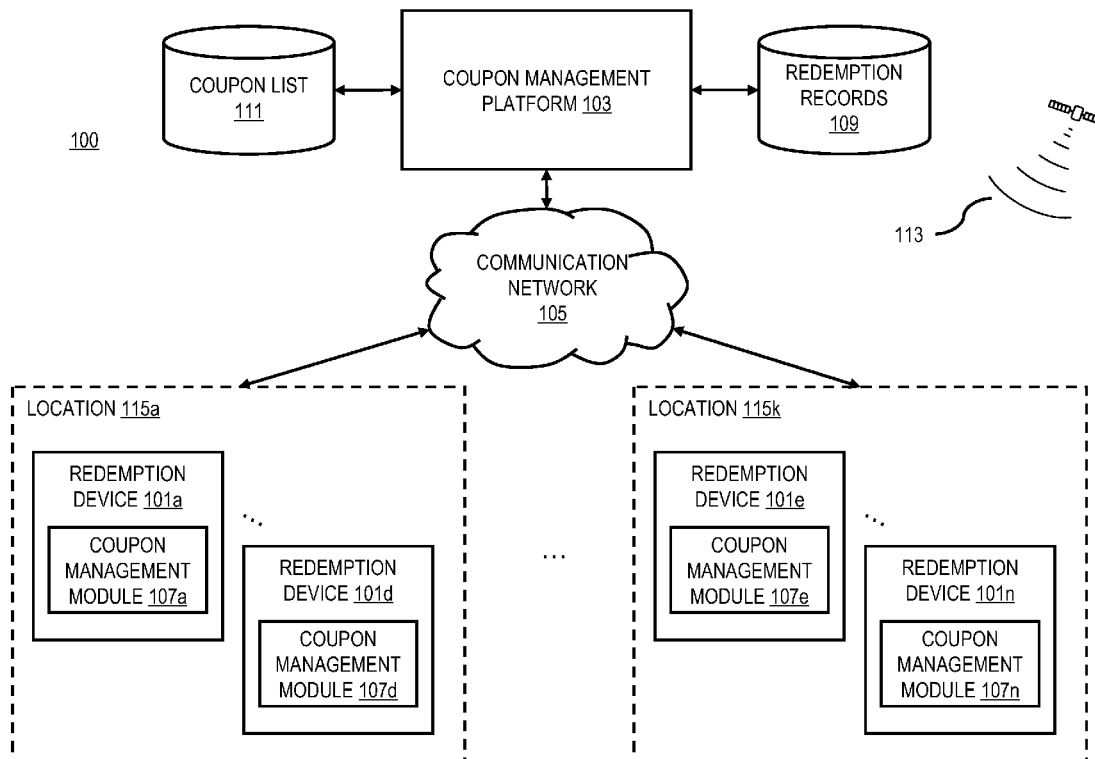 COUPON LIST
111
COUPON MANAGEMENT
PLATFORM 103
REDEMPTION
RECORDS
109
100
113
COMMUNICATION
NETWORK
105
LOCATION 115a
REDEMPTION
DEVICE 101a
...
COUPON
MANAGEMENT
MODULE 107a
REDEMPTION
DEVICE 101d
COUPON
MANAGEMENT
MODULE 107d
...
LOCATION 115k
REDEMPTION
DEVICE 101e
...
COUPON
MANAGEMENT
MODULE 107e
REDEMPTION
DEVICE 101n
COUPON
MANAGEMENT
MODULE 107n